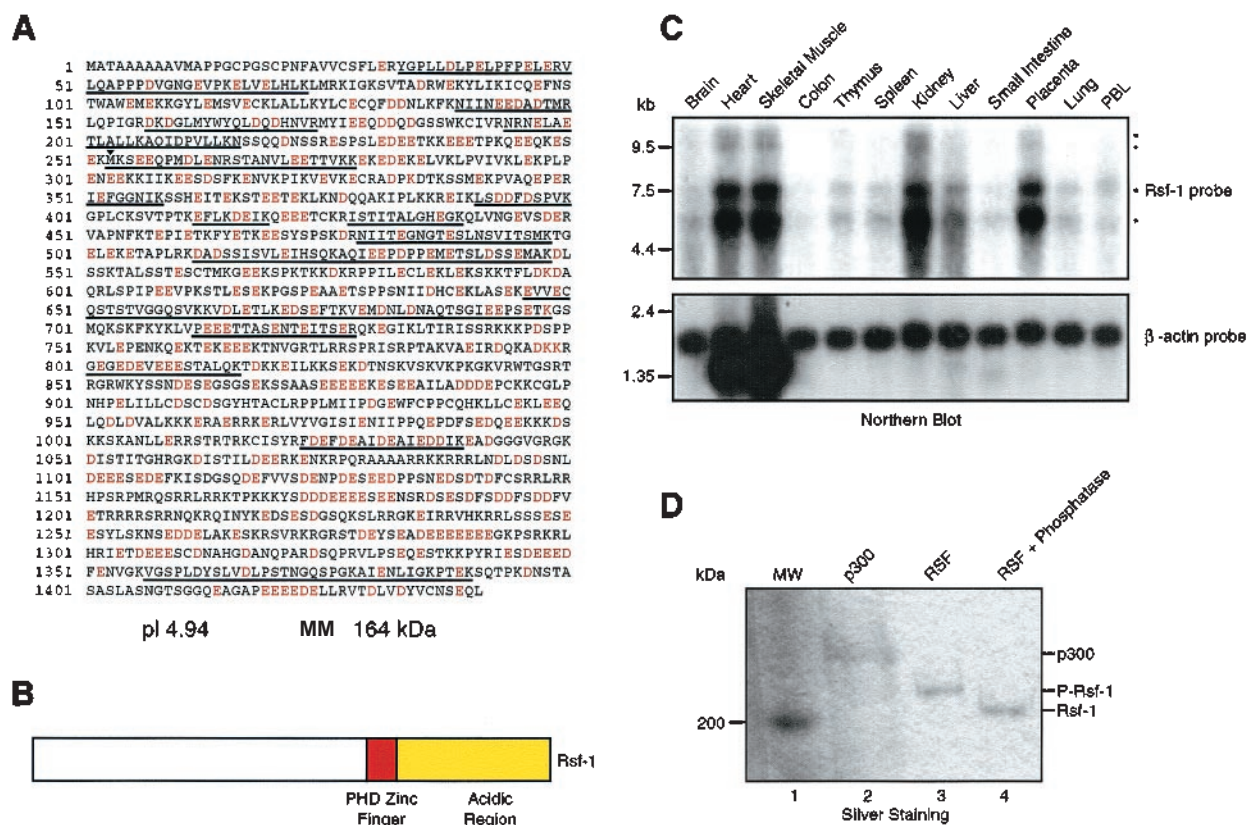 A
1 MATAAAAAAVMAPPGCPGSCPNFAVVCSFLERYGPLLDLPELPFPELERV
51 LQAPPPDVGNGEVPKELVELHLKLMRKIGKSVTADRWEKYLIKICQEFNS
101 TWAWEMEKKGYLEMSVECKLALLKYLCECQFDDNLKFKNIINEEDADTMR
151 LQPIGRDKDGLMYWYQLDQDHNVRMYIEEQDDQDGSSWKCIVRNRNELAE
201 TLALLKAQIDPVLLKNSSQQDNSSRESPSLEDEETKKEEETPKQEEQKES
251 EKMKSEEQPMDLENRSTANVLEETTVKKEKEDEKELVKLPVIVKLEKPLP
301 ENEEKKIIKEESDSFKENVKPIKVEVKECRADPKDTKSSMEKPVAQEPER
351 IEFGGNIKSSHEITEKSTEETEKLKNDQQAKIPLKKREIKLSDDFDSPVK
401 GPLCKSVTPTKEFLKDEIKQEEETCKRISTITALGHEGKQLVNGEVSDER
451 VAPNFKTEPIETKFYETKEESYSPSKDRNIITEGNGTESLNSVITSMKTG
501 ELEKETAPLRKDADSSISVLEIHSQKAQIEEPDPPEMETSLDSSEMAKDL
551 SSKTALSSTESCTMKGEEKSPKTKKDKRPPILECLEKLEKSKKTFLDKDA
601 QRLSPIPEEVPKSTLESEKPGSPEAAETSPPSNIIDHCEKLASEKEVVEC
651 QSTSTVGGQSVKKVDLETLKEDSEFTKVEMDNLDNAQTSGIEEPSETKGS
701 MQKSKFKYKLVPEEETTASENTEITSERQKEGIKLTIRISSRKKKPDSPP
751 KVLEPENKQEKTEKEEEKTNVGRTLRRSPRISRPTAKVAEIRDQKADKKR
801 GEGEDEVEEESTALQKTDKKEILKKSEKDTNSKVSKVKPKGKVRWTGSRT
851 RGRWKYSSNDESEGSGSEKSSAASEEEEEKESEEAILADDDEPCKKCGLP
901 NHPELILLCDSCDSGYHTACLRPPLMIIPDGEWFCPPCQHKLLCEKLEEQ
951 LQDLDVALKKKERAERRKERLVYVGISIENIIPPQEPDFSEDQEEKKKDS
1001 KKSKANLLERRSTRTRKCISYRFDEFDEAIDEAIEDDIKEADGGGVGRGK
1051 DISTITGHRGKDISTILDEERKENKRPQRAAAARRKKRRRLNDLDSDSNL
1101 DEEESEDEFKISDGSQDEFVVSDENPDESEEDPPSNEDSDTDFCSRRLRR
1151 HPSRPMRQSRRLRRKTPKKKYSDDDEEEESEENSRDSESDFSDDFSDDFV
1201 ETRRRRSRRNQKRQINYKEDSESDGSQKSLRRGKEIRRVHKRRLSSSESE
1251 ESYLSKNSEDDELAKESKRSVRKRGRSTDEYSEADEEEEEEEGKPSRKRL
1301 HRIETDEEESCDNAHGDANQPARDSQPRVLPSEQESTKKPYRIESDEEED
1351 FENVGKVGSPLDYSLVDLPSTNGQSPGKAIENLIGKPTEKSQTPKDNSTA
1401 SASLASNGTSGGQEAGAPEEEEDELLRVTDLVDYVCNSEQL
pI 4.94 MM 164 kDa
B
Rsf-1
PHD Zinc
Finger
Acidic
Region
C
Brain Heart Skeletal Muscle Colon Thymus Spleen Kidney Liver Small Intestine Placenta Lung PBL
kb
9.5
7.5
4.4
Rsf-1 probe
2.4
1.35
β-actin probe
Northern Blot
D
kDa MW p300 RSF RSF + Phosphatase
200
p300
P-Rsf-1
Rsf-1
1 2 3 4
Silver Staining